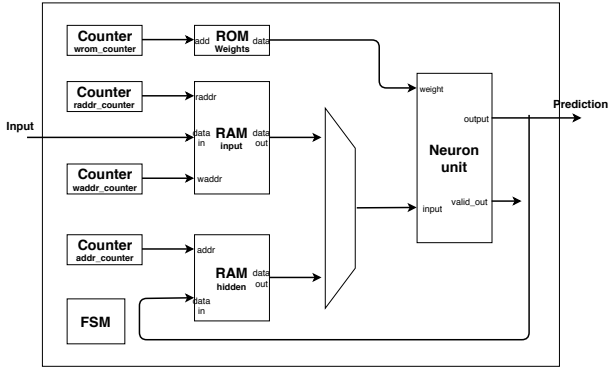 Counter
wrom_counter
add
ROM
Weights
data
Counter
raddr_counter
raddr
Input
data
in
RAM
input
data
out
Counter
waddr_counter
waddr
weight
output
Prediction
Neuron
unit
input
valid_out
Counter
addr_counter
addr
RAM
hidden
data
out
data
in
FSM